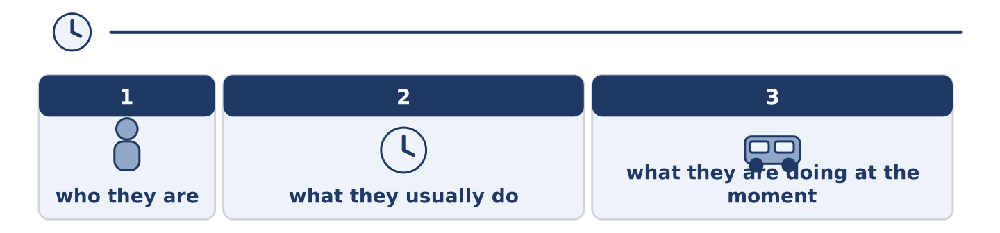 1
2
3
who they are
what they usually do
what they are doing at the
moment